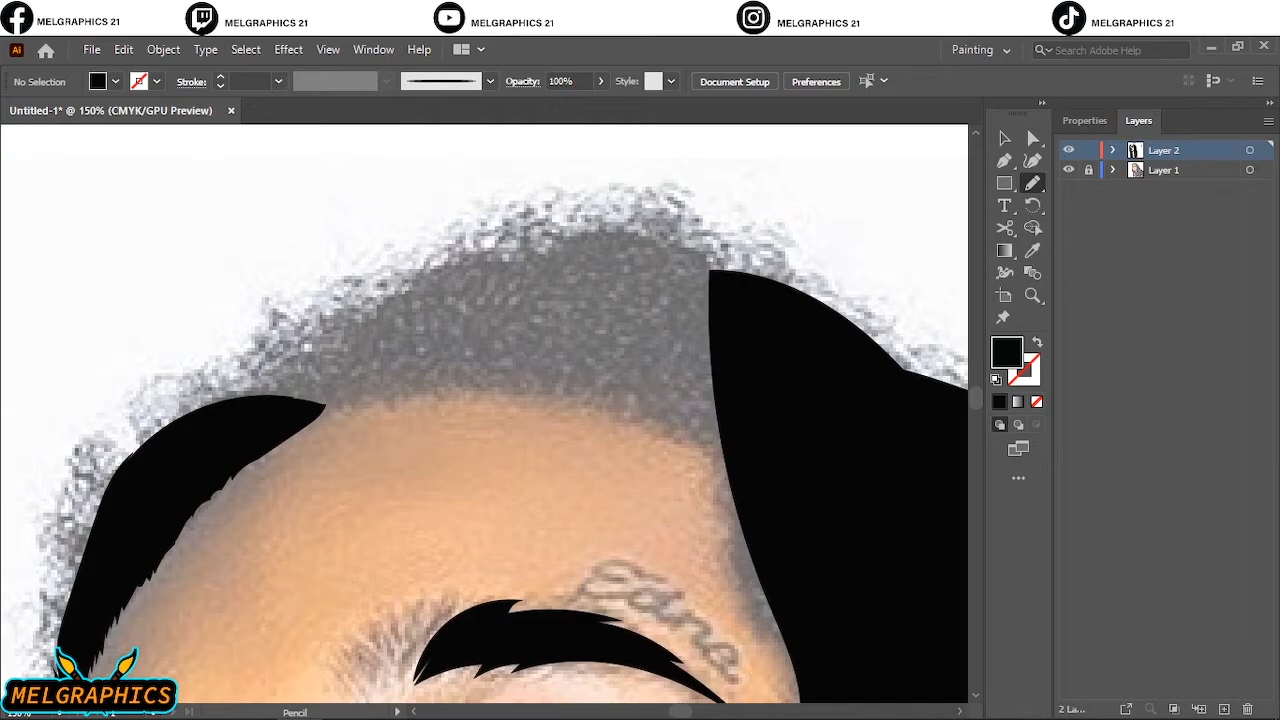 MELGRAPHICS 21
MELGRAPHICS 21
MELGRAPHICS 21
MELGRAPHICS 21
MELGRAPHICS 21
Ai File Edit Object Type Select Effect View Window Help Painting Search Adobe Help
No Selection Stroke: Opacity: 100% Style: Document Setup Preferences
Untitled-1* @ 150% (CMYK/GPU Preview)
Properties Layers
Layer 2
Layer 1
MELGRAPHICS
Pencil
2 La...